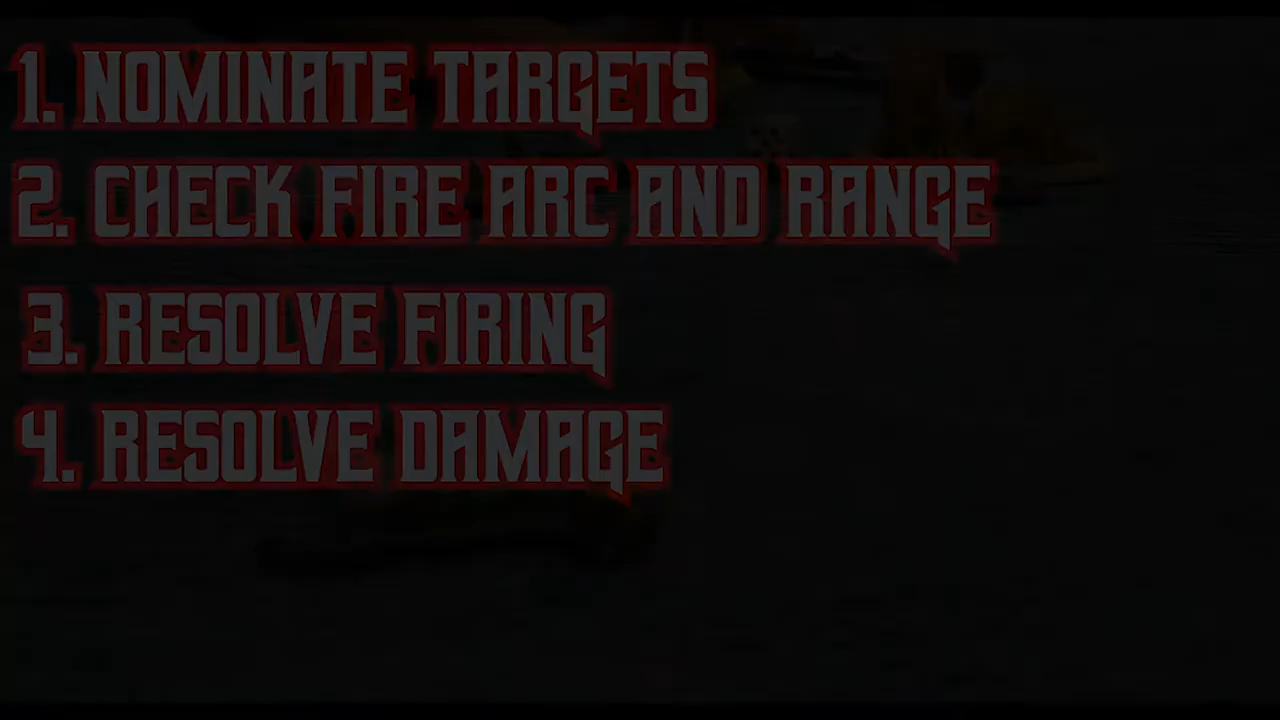 1. NOMINATE TARGETS
2. CHECK FIRE ARC AND RANGE
3. RESOLVE FIRING
4. RESOLVE DAMAGE